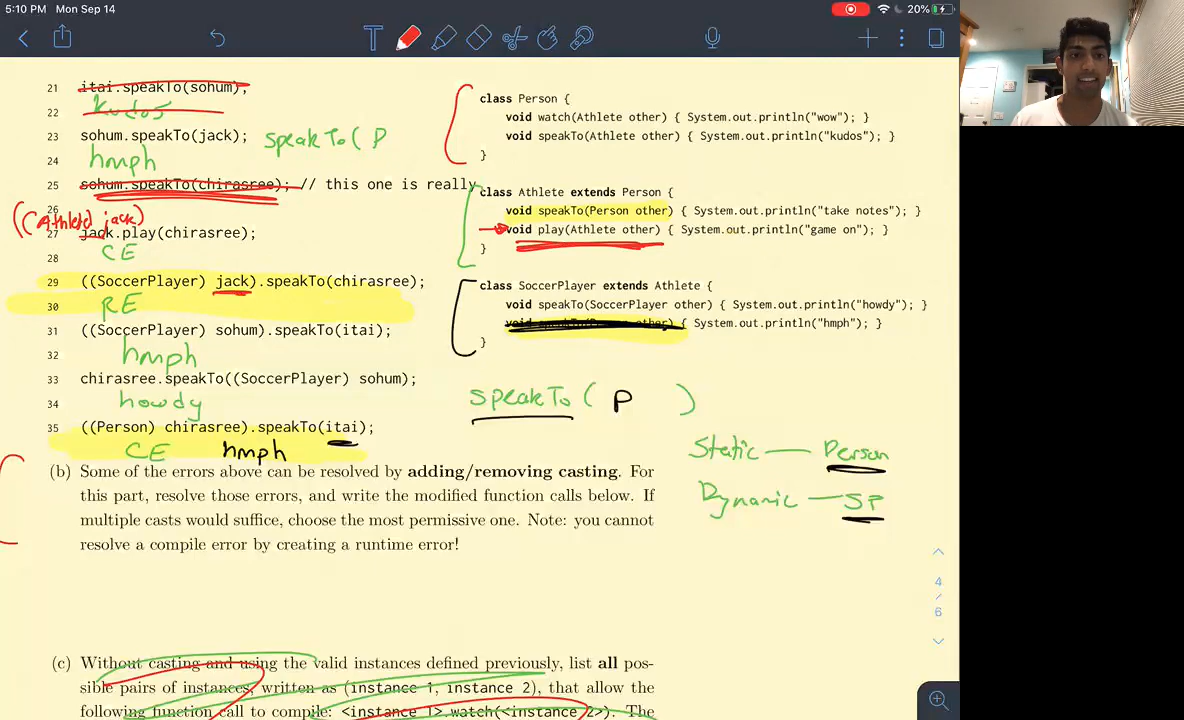 5:10 PM Mon Sep 14
20%
21 itai.speakTo(sohum);
22 kudos
23 sohum.speakTo(jack); speakTo( P
24 hmph
25 sohum.speakTo(chirasree); // this one is really
26 ((Athlete) jack)
27 jack.play(chirasree);
28 CE
29 ((SoccerPlayer) jack).speakTo(chirasree);
30 RE
31 ((SoccerPlayer) sohum).speakTo(itai);
32 hmph
33 chirasree.speakTo((SoccerPlayer) sohum);
34 howdy
35 ((Person) chirasree).speakTo(itai);
CE hmph
class Person {
void watch(Athlete other) { System.out.println("wow"); }
void speakTo(Athlete other) { System.out.println("kudos"); }
}
class Athlete extends Person {
void speakTo(Person other) { System.out.println("take notes"); }
void play(Athlete other) { System.out.println("game on"); }
}
class SoccerPlayer extends Athlete {
void speakTo(SoccerPlayer other) { System.out.println("howdy"); }
void speakTo(Person other) { System.out.println("hmph"); }
}
speakTo( P )
Static — Person
Dynamic — SP
(b) Some of the errors above can be resolved by adding/removing casting. For
this part, resolve those errors, and write the modified function calls below. If
multiple casts would suffice, choose the most permissive one. Note: you cannot
resolve a compile error by creating a runtime error!
4
/
6
(c) Without casting and using the valid instances defined previously, list all pos-
sible pairs of instances, written as (instance 1, instance 2), that allow the
following function call to compile: <instance 1>.watch(<instance 2>). The